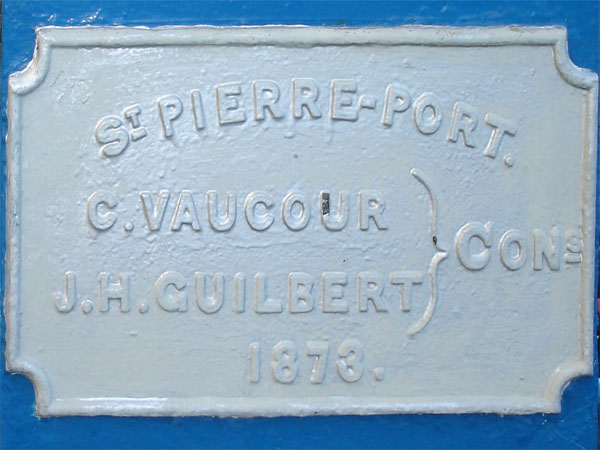 ST PIERRE-PORT.
C. VAUCOUR
J.H. GUILBERT
CONS
1873.